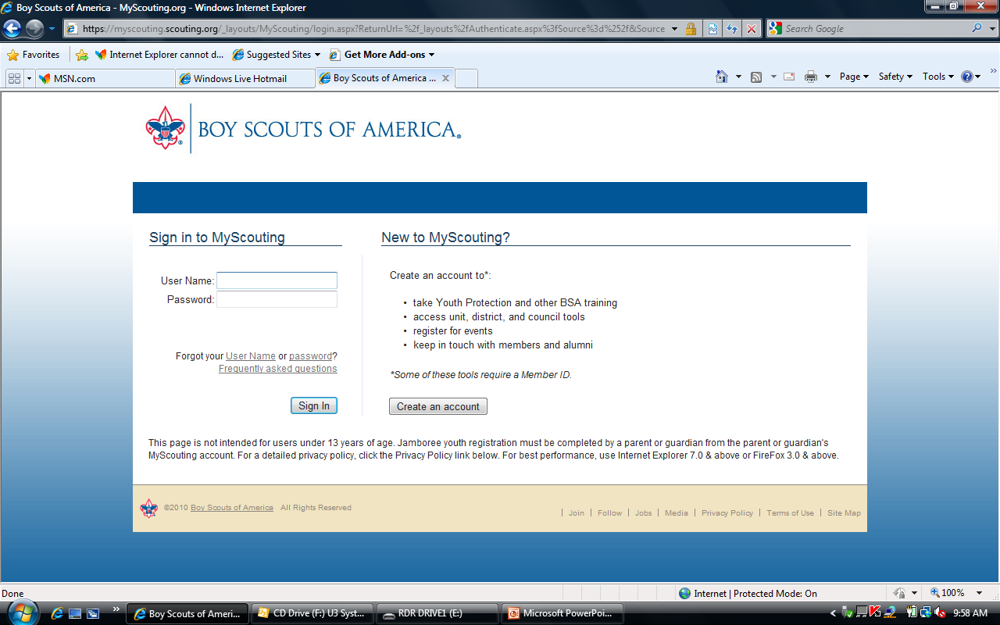 Boy Scouts of America - MyScouting.org - Windows Internet Explorer
https://myscouting.scouting.org/_layouts/MyScouting/login.aspx?ReturnUrl=%2f_layouts%2fAuthenticate.aspx%3fSource%3d%252f&Source
Search Google
Favorites Internet Explorer cannot d... Suggested Sites Get More Add-ons
MSN.com Windows Live Hotmail Boy Scouts of America ... Page Safety Tools
BOY SCOUTS OF AMERICA®
Sign in to MyScouting
User Name:
Password:
Forgot your User Name or password?
Frequently asked questions
Sign In
New to MyScouting?
Create an account to*:
• take Youth Protection and other BSA training
• access unit, district, and council tools
• register for events
• keep in touch with members and alumni
*Some of these tools require a Member ID.
Create an account
This page is not intended for users under 13 years of age. Jamboree youth registration must be completed by a parent or guardian from the parent or guardian's
MyScouting account. For a detailed privacy policy, click the Privacy Policy link below. For best performance, use Internet Explorer 7.0 & above or FireFox 3.0 & above.
©2010 Boy Scouts of America All Rights Reserved
| Join | Follow | Jobs | Media | Privacy Policy | Terms of Use | Site Map
Done Internet | Protected Mode: On 100%
Boy Scouts of Ameri... CD Drive (F:) U3 Syst... RDR DRIVE1 (E:) Microsoft PowerPoi... 9:58 AM